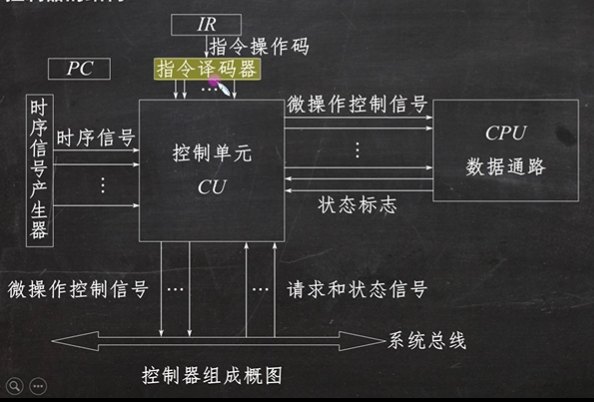 IR
指令操作码
PC
指令译码器
…
时序信号产生器
时序信号
⋮
控制单元
CU
微操作控制信号
⋮
状态标志
CPU
数据通路
微操作控制信号
…
…
请求和状态信号
系统总线
控制器组成概图